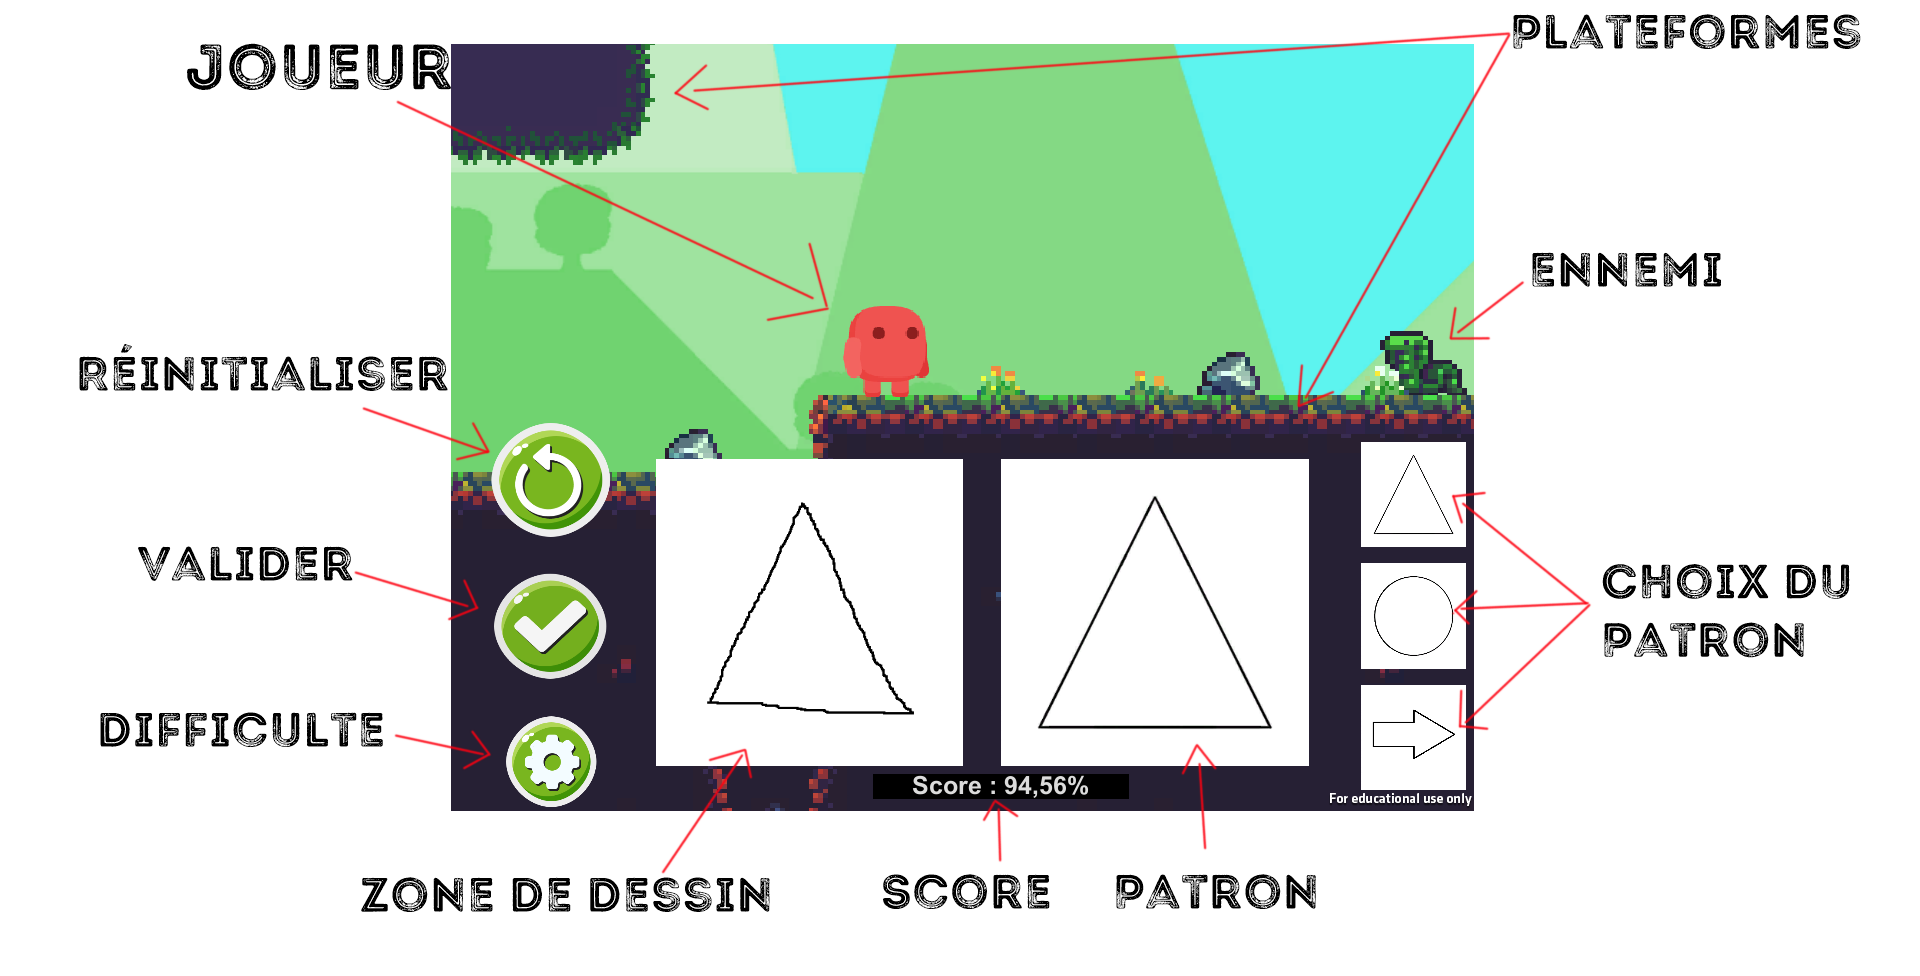 PLATEFORMES
JOUEUR
ENNEMI
RÉINITIALISER
VALIDER
CHOIX DU
PATRON
DIFFICULTE
Score : 94,56%
For educational use only
ZONE DE DESSIN
SCORE
PATRON